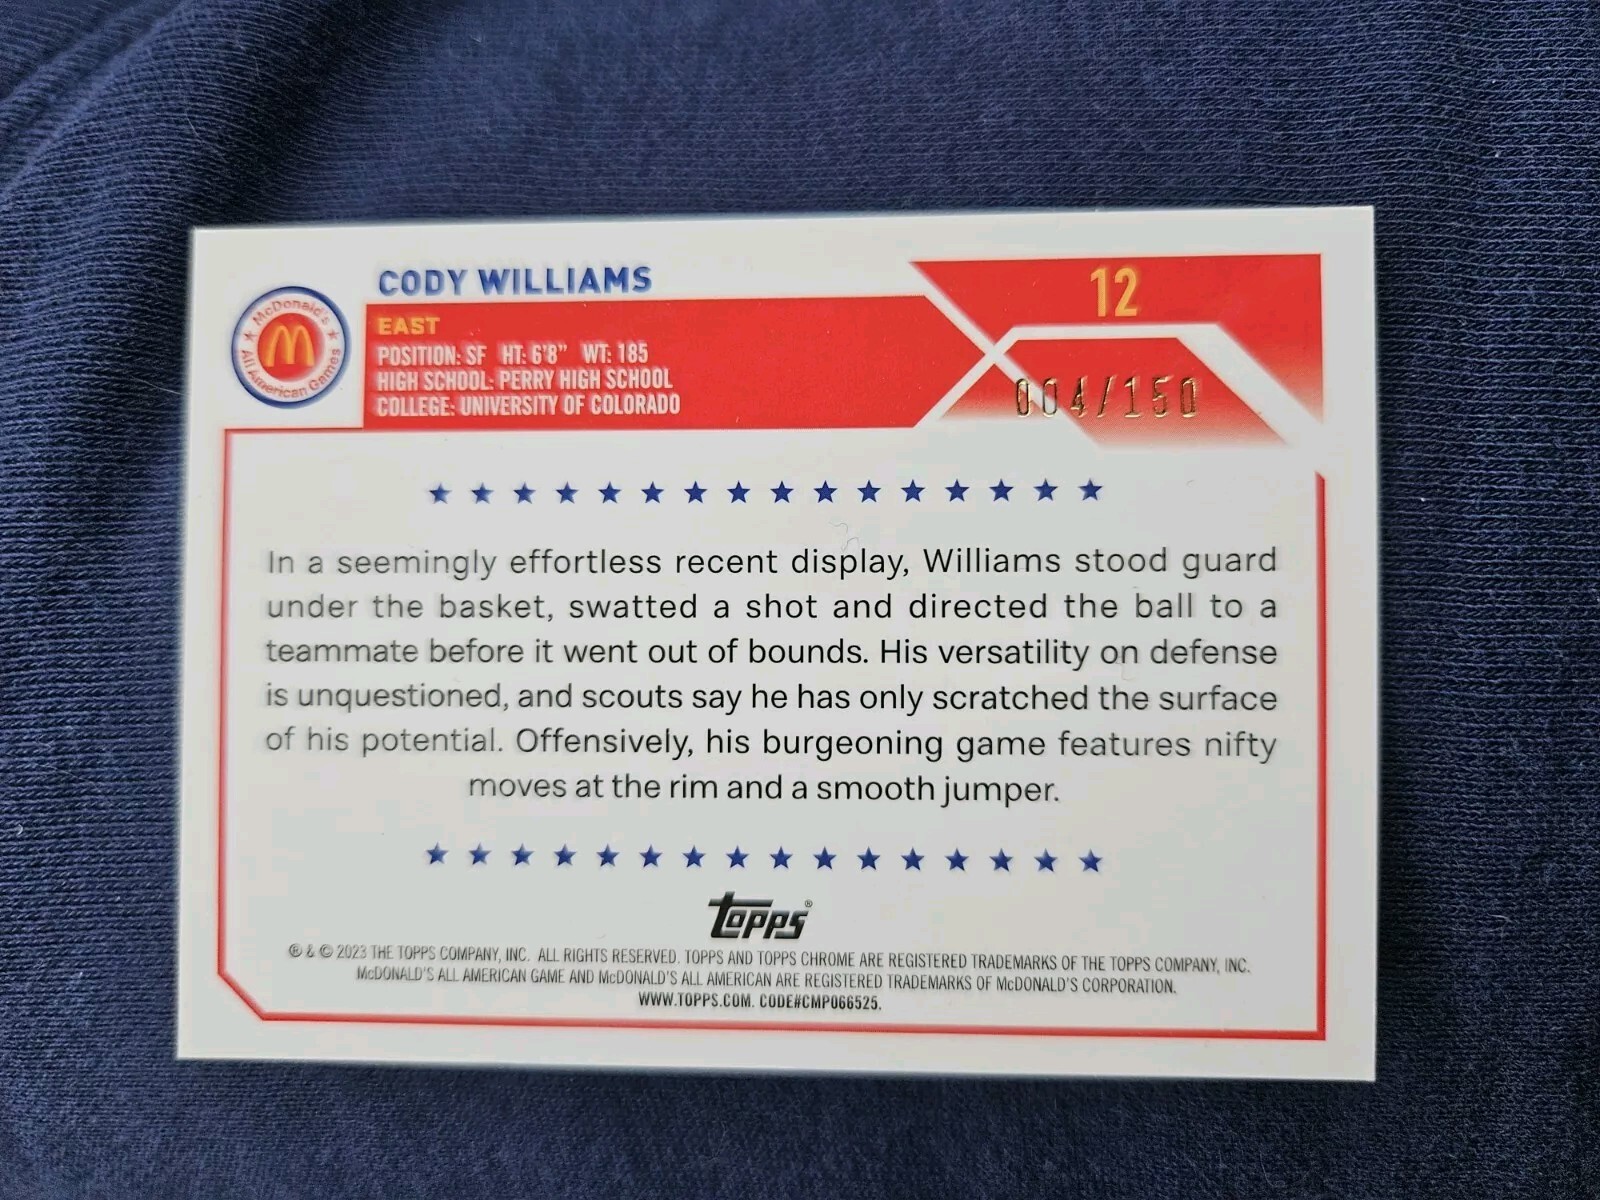 CODY WILLIAMS
12
McDonald's
M
All American Games
EAST
POSITION: SF HT: 6'8" WT: 185
HIGH SCHOOL: PERRY HIGH SCHOOL
COLLEGE: UNIVERSITY OF COLORADO
004/150
In a seemingly effortless recent display, Williams stood guard
under the basket, swatted a shot and directed the ball to a
teammate before it went out of bounds. His versatility on defense
is unquestioned, and scouts say he has only scratched the surface
of his potential. Offensively, his burgeoning game features nifty
moves at the rim and a smooth jumper.
topps®
® & © 2023 THE TOPPS COMPANY, INC. ALL RIGHTS RESERVED. TOPPS AND TOPPS CHROME ARE REGISTERED TRADEMARKS OF THE TOPPS COMPANY, INC.
McDONALD'S ALL AMERICAN GAME AND McDONALD'S ALL AMERICAN ARE REGISTERED TRADEMARKS OF McDONALD'S CORPORATION.
WWW.TOPPS.COM. CODE#CMP066525.